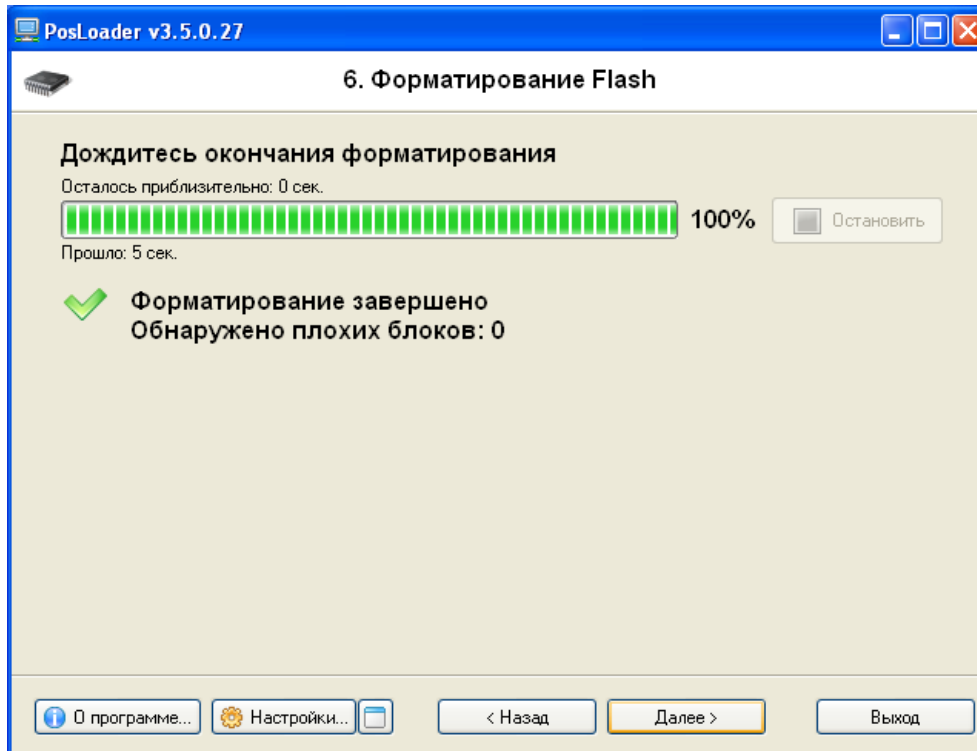 PosLoader v3.5.0.27
6. Форматирование Flash
Дождитесь окончания форматирования
Осталось приблизительно: 0 сек.
100%
Остановить
Прошло: 5 сек.
Форматирование завершено
Обнаружено плохих блоков: 0
О программе...
Настройки...
< Назад
Далее >
Выход